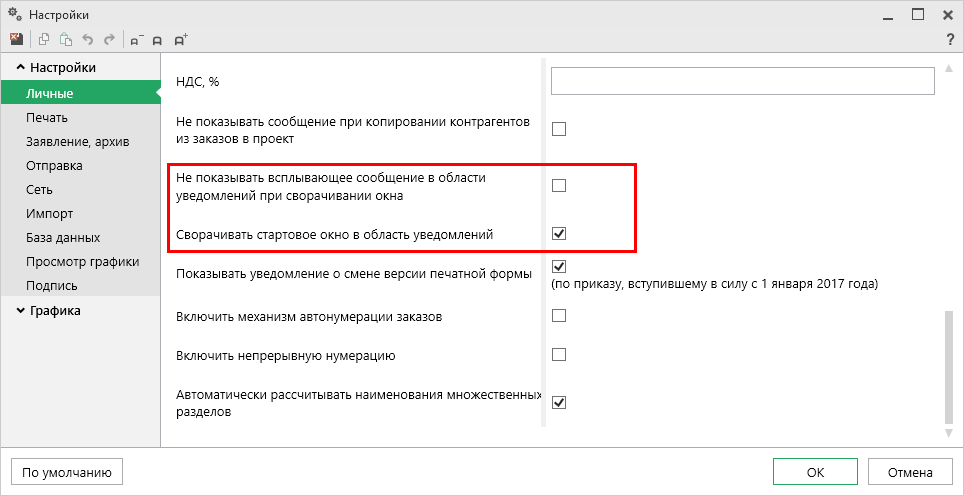 Настройки
?
Настройки
Личные
Печать
Заявление, архив
Отправка
Сеть
Импорт
База данных
Просмотр графики
Подпись
Графика
НДС, %
Не показывать сообщение при копировании контрагентов
из заказов в проект
Не показывать всплывающее сообщение в области
уведомлений при сворачивании окна
Сворачивать стартовое окно в область уведомлений
Показывать уведомление о смене версии печатной формы
(по приказу, вступившему в силу с 1 января 2017 года)
Включить механизм автонумерации заказов
Включить непрерывную нумерацию
Автоматически рассчитывать наименования множественных
разделов
По умолчанию
ОК
Отмена